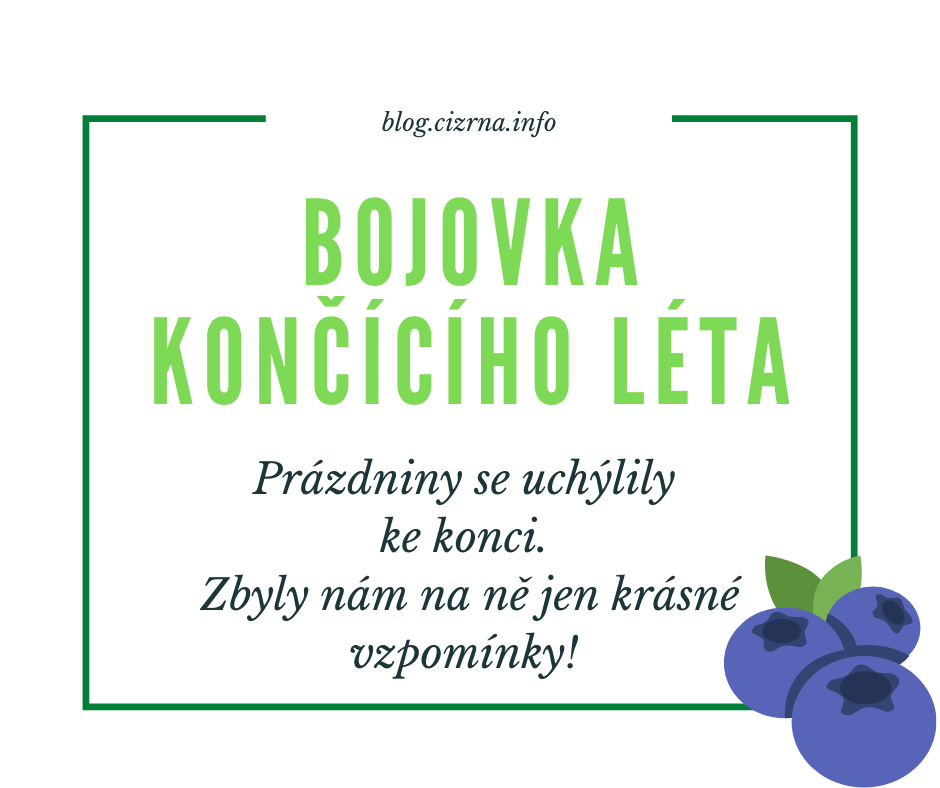 blog.cizrna.info
BOJOVKA
KONČÍCÍHO LÉTA
Prázdniny se uchýlily
ke konci.
Zbyly nám na ně jen krásné
vzpomínky!